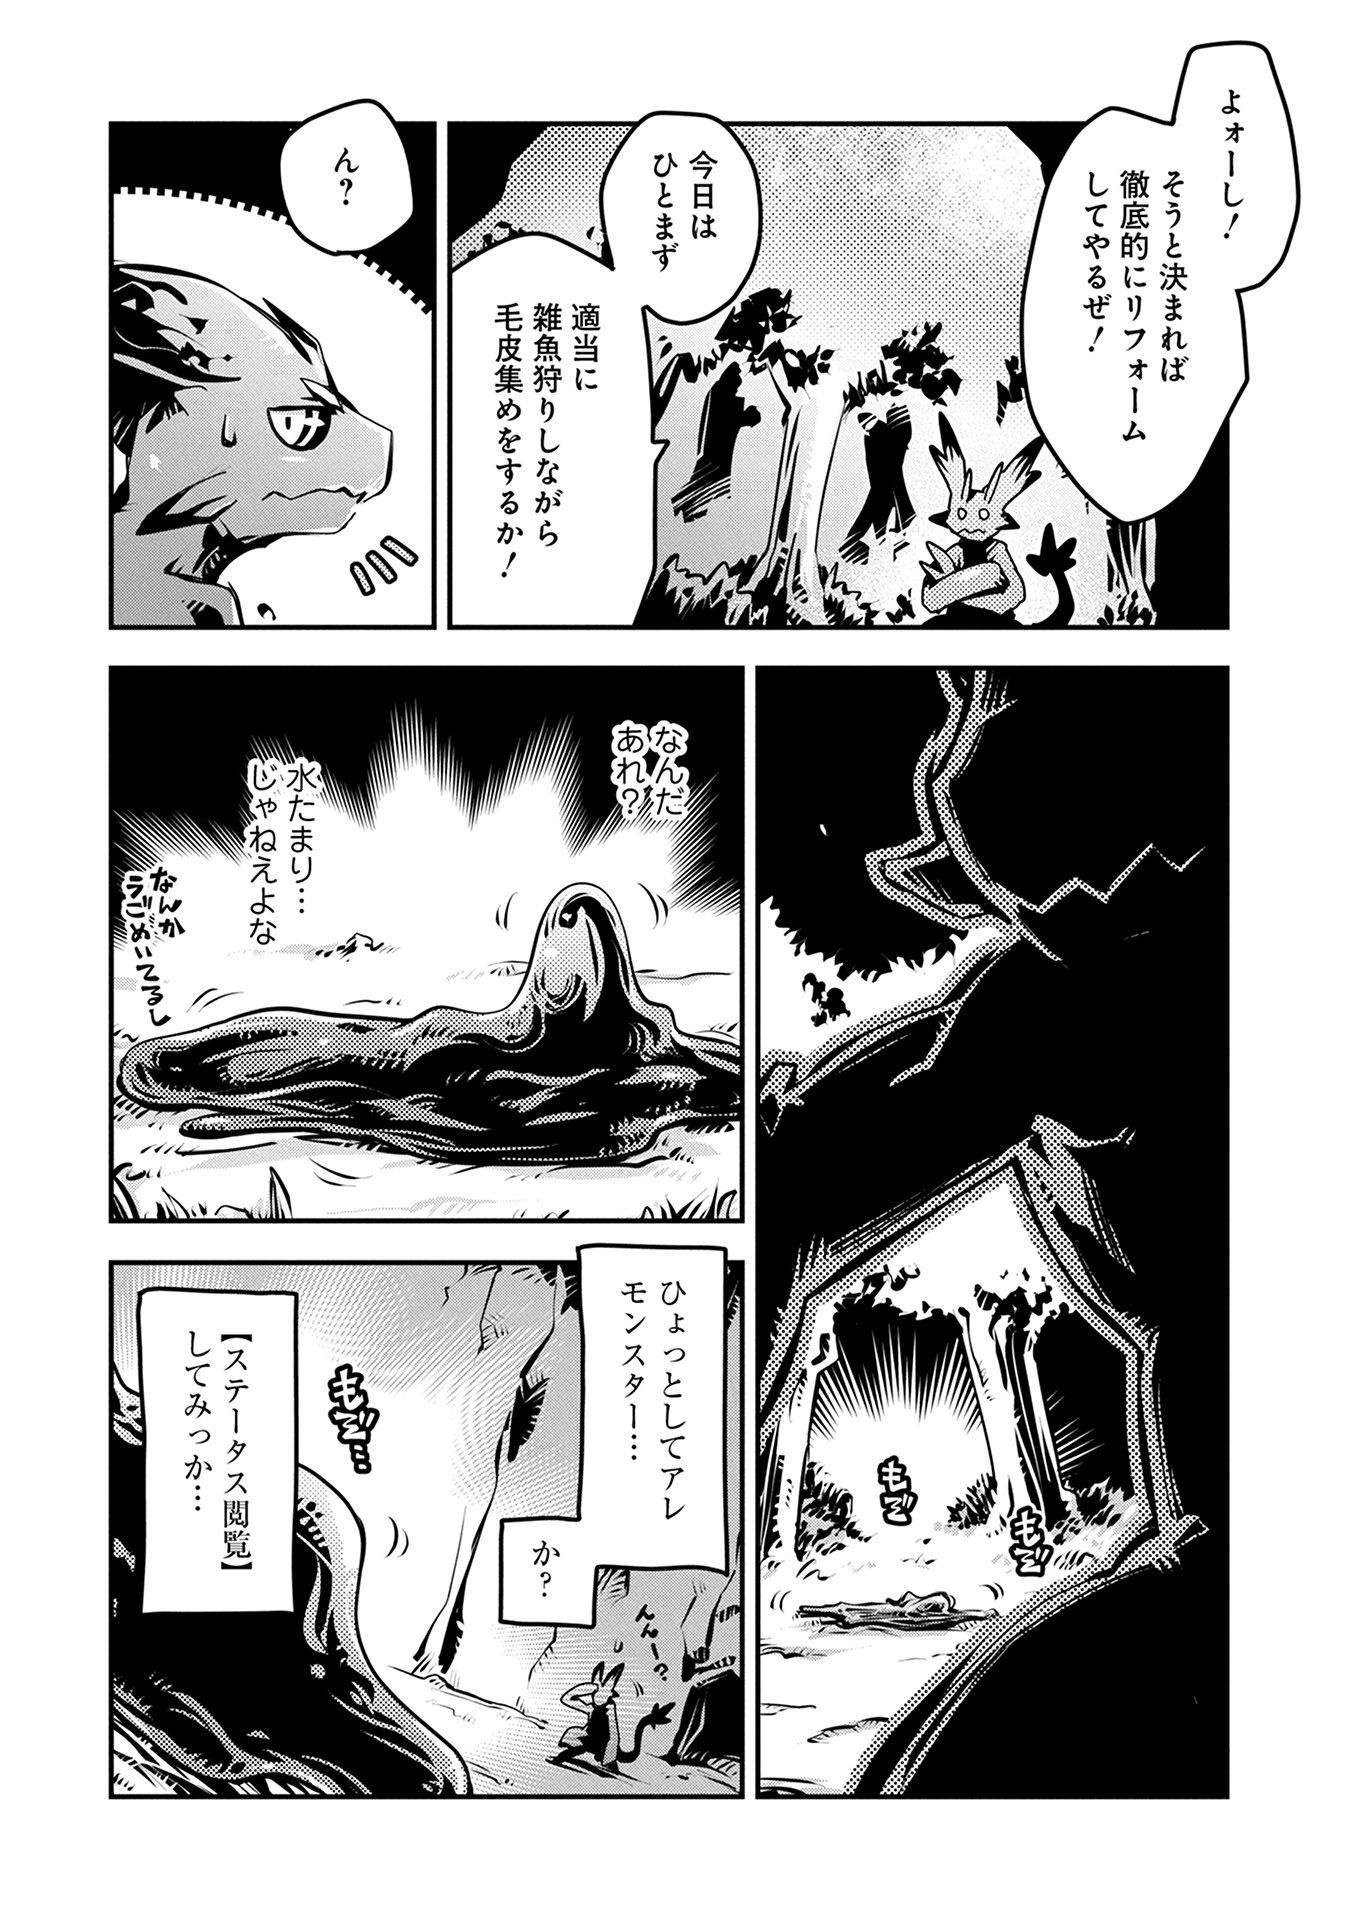 よォーし！
そうと決まれば
徹底的にリフォーム
してやるぜ！
今日は
ひとまず
適当に
雑魚狩りしながら
毛皮集めをするか！
ん？
もぞ
もぞ
なんだ
あれ？
水たまり…
じゃねえよな
なんか
うごめいてるし
ひょっとしてアレ
モンスター…
か？
んんー？
もぞ…
【ステータス閲覧】
してみっか…